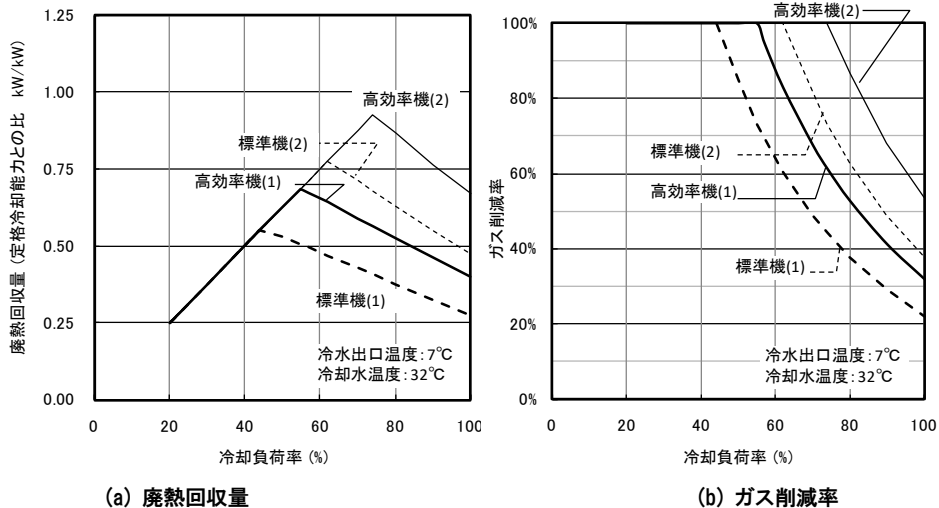 廃熱回収量 (定格冷却能力との比 kW/kW)
1.25
1.00
0.75
0.50
0.25
0.00
0
20
40
60
80
100
冷却負荷率 (%)
高効率機(2)
標準機(2)
高効率機(1)
標準機(1)
冷水出口温度:7℃
冷却水温度:32℃
(a) 廃熱回収量
ガス削減率
100%
80%
60%
40%
20%
0%
0
20
40
60
80
100
冷却負荷率 (%)
高効率機(2)
標準機(2)
高効率機(1)
標準機(1)
冷水出口温度:7℃
冷却水温度:32℃
(b) ガス削減率